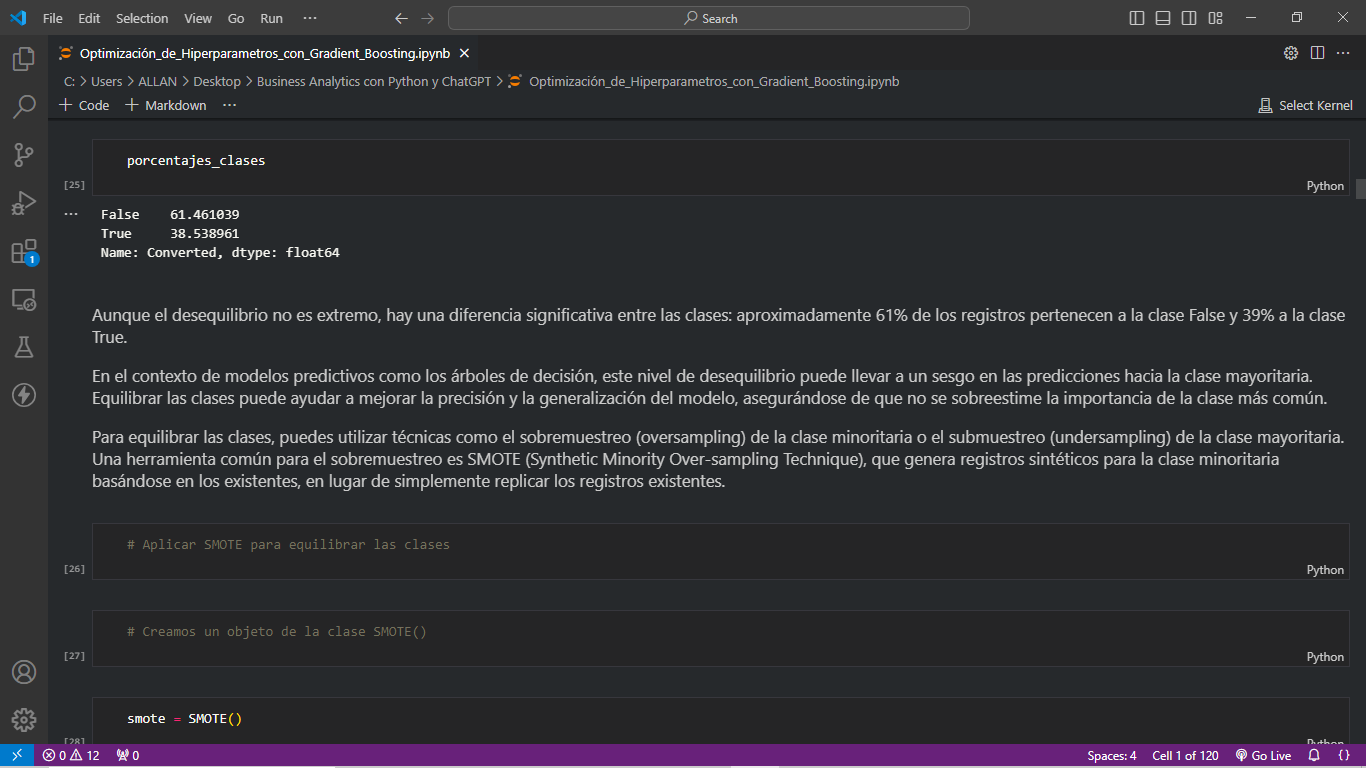 File Edit Selection View Go Run ··· Search
Optimización_de_Hiperparametros_con_Gradient_Boosting.ipynb
C: > Users > ALLAN > Desktop > Business Analytics con Python y ChatGPT > Optimización_de_Hiperparametros_con_Gradient_Boosting.ipynb
+ Code + Markdown ··· Select Kernel
porcentajes_clases
[25] Python
··· False 61.461039
True 38.538961
Name: Converted, dtype: float64
Aunque el desequilibrio no es extremo, hay una diferencia significativa entre las clases: aproximadamente 61% de los registros pertenecen a la clase False y 39% a la clase
True.
En el contexto de modelos predictivos como los árboles de decisión, este nivel de desequilibrio puede llevar a un sesgo en las predicciones hacia la clase mayoritaria.
Equilibrar las clases puede ayudar a mejorar la precisión y la generalización del modelo, asegurándose de que no se sobreestime la importancia de la clase más común.
Para equilibrar las clases, puedes utilizar técnicas como el sobremuestreo (oversampling) de la clase minoritaria o el submuestreo (undersampling) de la clase mayoritaria.
Una herramienta común para el sobremuestreo es SMOTE (Synthetic Minority Over-sampling Technique), que genera registros sintéticos para la clase minoritaria
basándose en los existentes, en lugar de simplemente replicar los registros existentes.
# Aplicar SMOTE para equilibrar las clases
[26] Python
# Creamos un objeto de la clase SMOTE()
[27] Python
smote = SMOTE()
[28] Python
1
0 12 0 Spaces: 4 Cell 1 of 120 Go Live {}